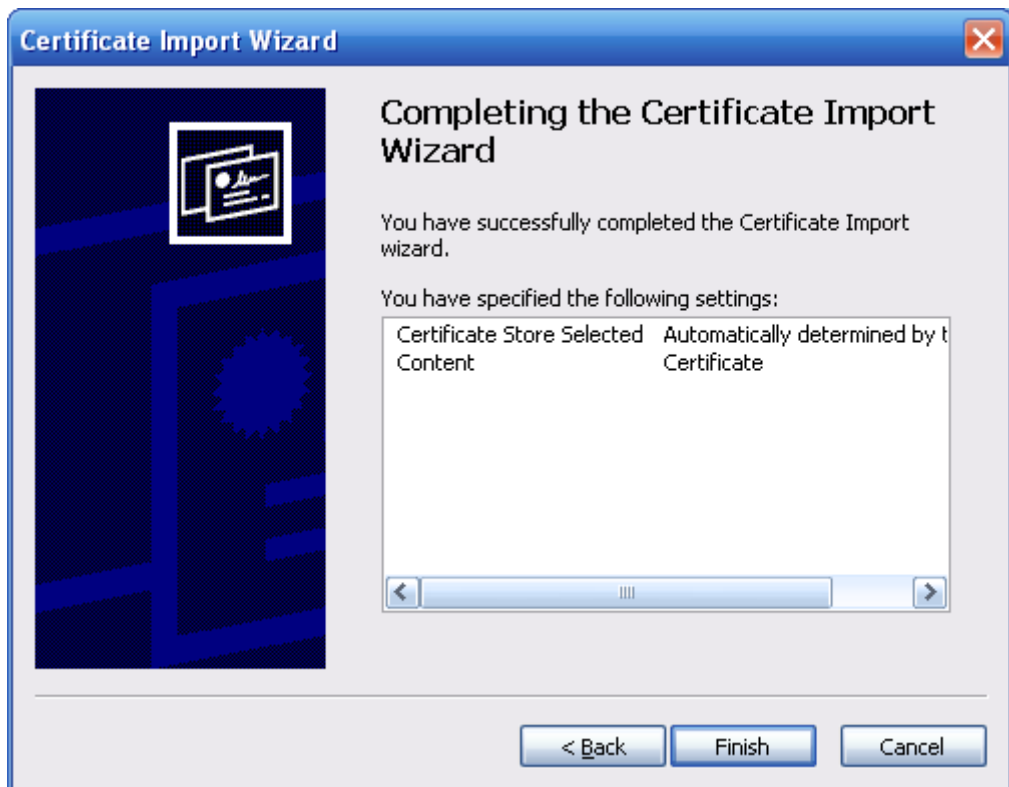 Certificate Import Wizard
Completing the Certificate Import
Wizard
You have successfully completed the Certificate Import
wizard.
You have specified the following settings:
Certificate Store Selected Automatically determined by t
Content Certificate
< Back Finish Cancel